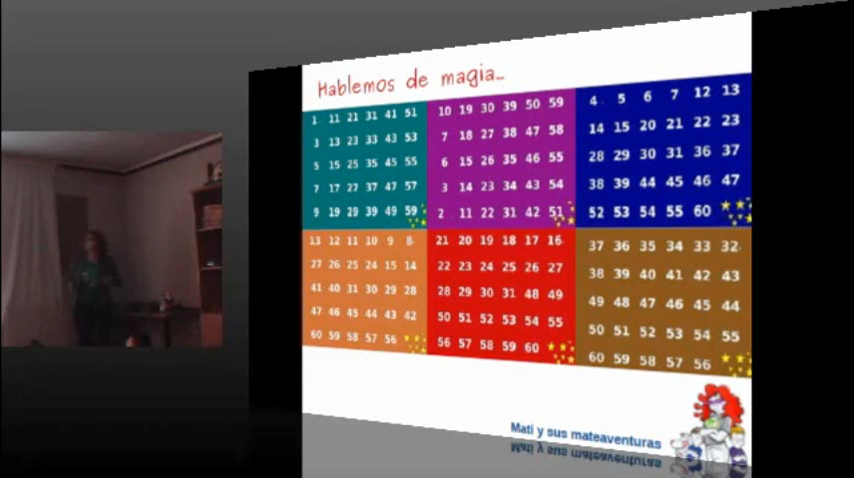 Hablemos de magia...
1 11 21 31 41 51
3 13 23 33 43 53
5 15 25 35 45 55
7 17 27 37 47 57
9 19 29 39 49 59
10 19 30 39 50 59
7 18 27 38 47 58
6 15 26 35 46 55
3 14 23 34 43 54
2 11 22 31 42 51
4 5 6 7 12 13
14 15 20 21 22 23
28 29 30 31 36 37
38 39 44 45 46 47
52 53 54 55 60
13 12 11 10 9 8
27 26 25 24 15 14
41 40 31 30 29 28
47 46 45 44 43 42
60 59 58 57 56
21 20 19 18 17 16
22 23 24 25 26 27
28 29 30 31 48 49
50 51 52 53 54 55
56 57 58 59 60
37 36 35 34 33 32
38 39 40 41 42 43
49 48 47 46 45 44
50 51 52 53 54 55
60 59 58 57 56
Mati y sus mateaventuras